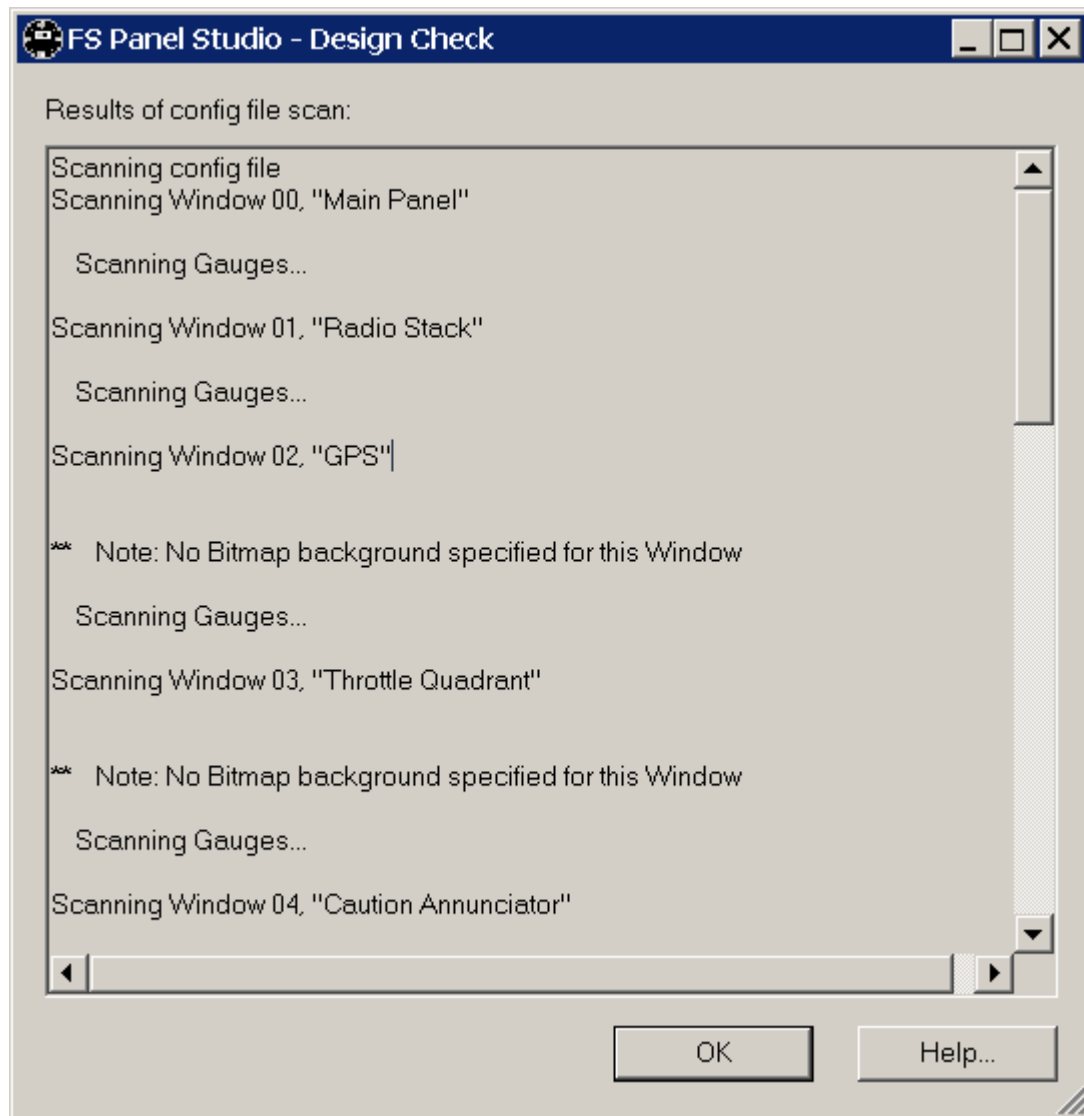 FS Panel Studio - Design Check
Results of config file scan:
Scanning config file
Scanning Window 00, "Main Panel"
Scanning Gauges...
Scanning Window 01, "Radio Stack"
Scanning Gauges...
Scanning Window 02, "GPS"
** Note: No Bitmap background specified for this Window
Scanning Gauges...
Scanning Window 03, "Throttle Quadrant"
** Note: No Bitmap background specified for this Window
Scanning Gauges...
Scanning Window 04, "Caution Annunciator"
OK
Help...